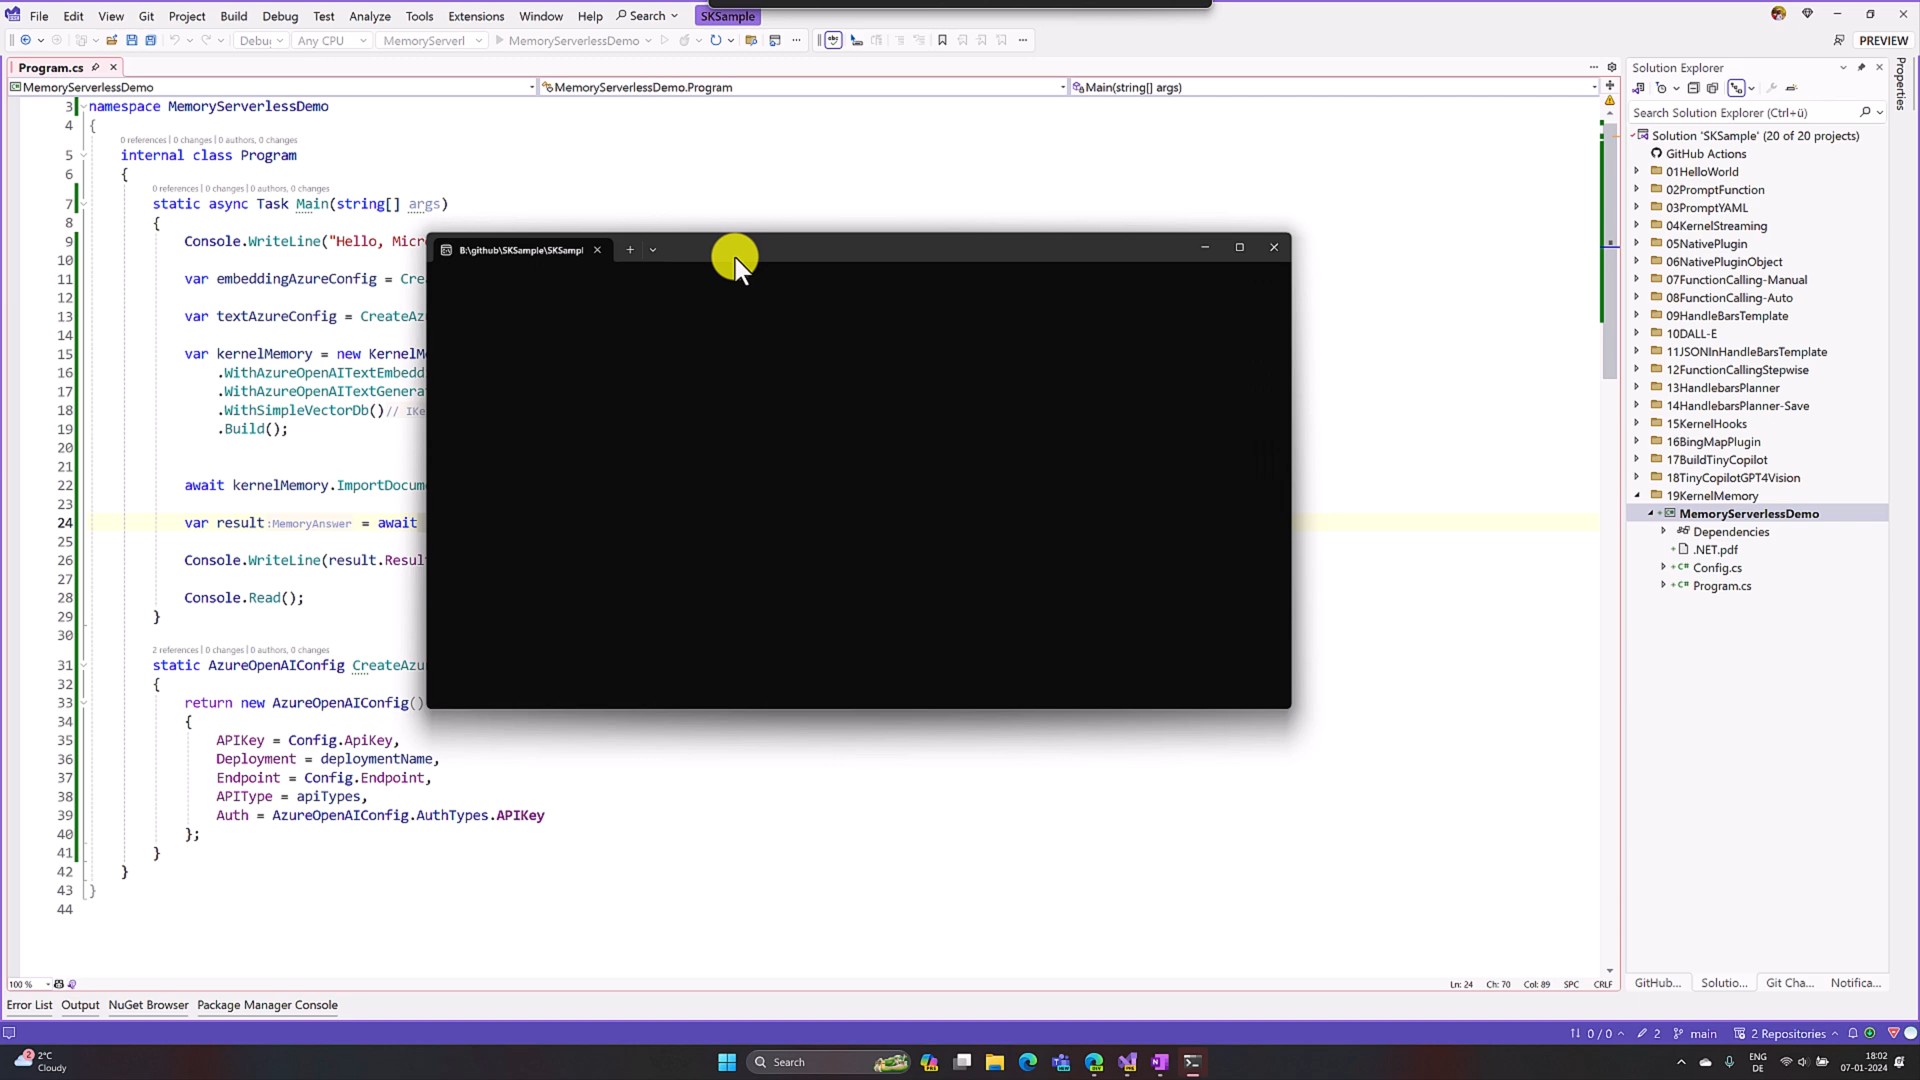 File Edit View Git Project Build Debug Test Analyze Tools Extensions Window Help Search SKSample
Debug Any CPU MemoryServerl MemoryServerlessDemo PREVIEW
Program.cs
MemoryServerlessDemo MemoryServerlessDemo.Program Main(string[] args)
3 namespace MemoryServerlessDemo
4 {
0 references | 0 changes | 0 authors, 0 changes
5 internal class Program
6 {
0 references | 0 changes | 0 authors, 0 changes
7 static async Task Main(string[] args)
8 {
9 Console.WriteLine("Hello, Micr
10
11 var embeddingAzureConfig = Cre
12
13 var textAzureConfig = CreateAz
14
15 var kernelMemory = new KernelM
16 .WithAzureOpenAITextEmbedd
17 .WithAzureOpenAITextGenera
18 .WithSimpleVectorDb()// IKe
19 .Build();
20
21
22 await kernelMemory.ImportDocum
23
24 var result:MemoryAnswer = await
25
26 Console.WriteLine(result.Resul
27
28 Console.Read();
29 }
30
2 references | 0 changes | 0 authors, 0 changes
31 static AzureOpenAIConfig CreateAzu
32 {
33 return new AzureOpenAIConfig()
34 {
35 APIKey = Config.ApiKey,
36 Deployment = deploymentName,
37 Endpoint = Config.Endpoint,
38 APIType = apiTypes,
39 Auth = AzureOpenAIConfig.AuthTypes.APIKey
40 };
41 }
42 }
43 }
44
B:\github\SKSample\SKSampl
Solution Explorer
Search Solution Explorer (Ctrl+ü)
Solution 'SKSample' (20 of 20 projects)
GitHub Actions
01HelloWorld
02PromptFunction
03PromptYAML
04KernelStreaming
05NativePlugin
06NativePluginObject
07FunctionCalling-Manual
08FunctionCalling-Auto
09HandleBarsTemplate
10DALL-E
11JSONInHandleBarsTemplate
12FunctionCallingStepwise
13HandlebarsPlanner
14HandlebarsPlanner-Save
15KernelHooks
16BingMapPlugin
17BuildTinyCopilot
18TinyCopilotGPT4Vision
19KernelMemory
MemoryServerlessDemo
Dependencies
.NET.pdf
Config.cs
Program.cs
Properties
100 % Ln: 24 Ch: 70 Col: 89 SPC CRLF
GitHub... Solutio... Git Cha... Notifica...
Error List Output NuGet Browser Package Manager Console
0 / 0 2 main 2 Repositories
2
2°C
Cloudy
Search
ENG
DE
18:02
07-01-2024